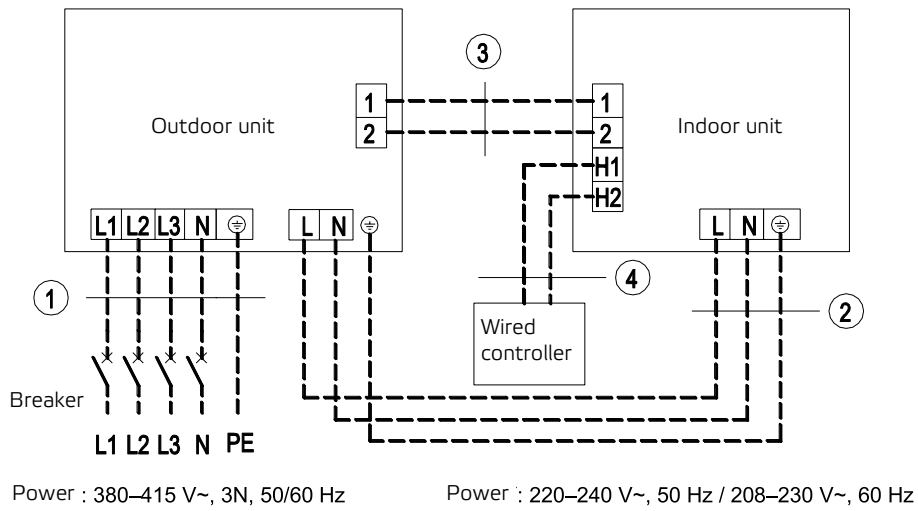 3
1 1
Outdoor unit 2 2 Indoor unit
H1
H2
L1 L2 L3 N L N L N
4
1 2
Wired
controller
Breaker
L1 L2 L3 N PE
Power : 380–415 V~, 3N, 50/60 Hz
Power : 220–240 V~, 50 Hz / 208–230 V~, 60 Hz